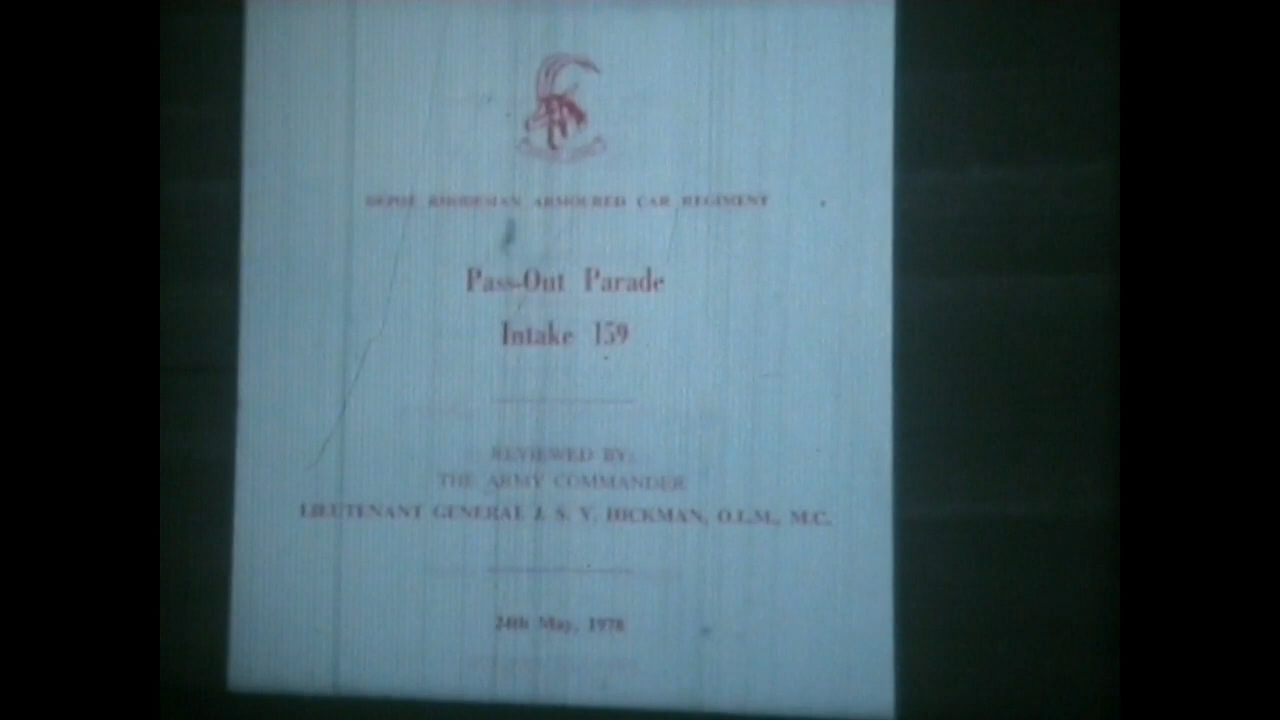 DEPOT RHODESIAN ARMOURED CAR REGIMENT
Pass-Out Parade
Intake 159
REVIEWED BY:
THE ARMY COMMANDER
LIEUTENANT GENERAL J. S. V. HICKMAN, O.L.M., M.C.
24th May, 1978